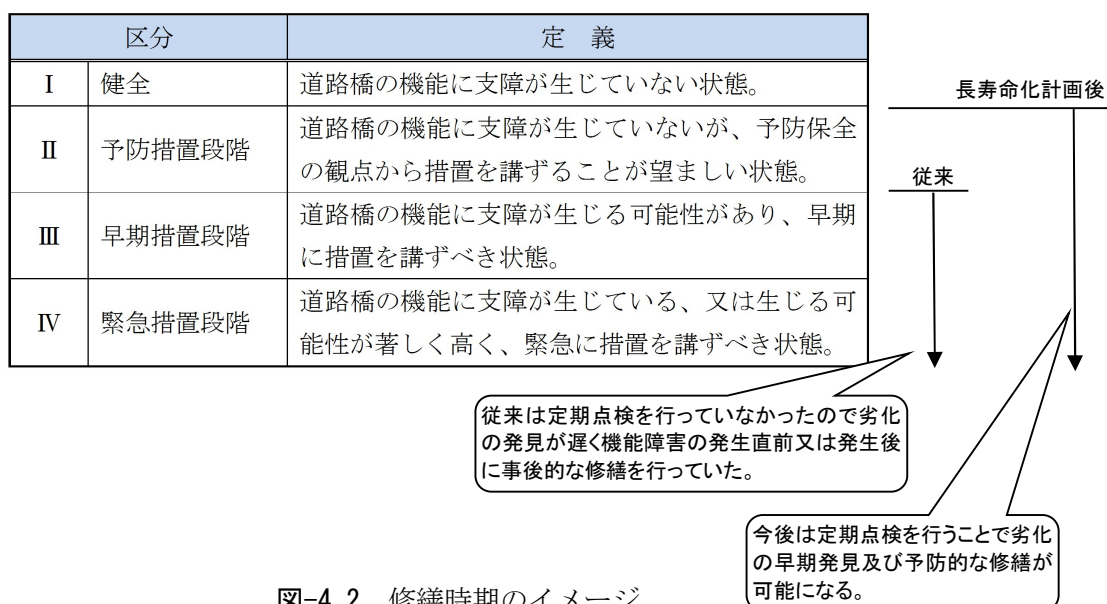 区分 定 義
Ⅰ 健全 道路橋の機能に支障が生じていない状態。
Ⅱ 予防措置段階 道路橋の機能に支障が生じていないが、予防保全
の観点から措置を講ずることが望ましい状態。
Ⅲ 早期措置段階 道路橋の機能に支障が生じる可能性があり、早期
に措置を講ずべき状態。
Ⅳ 緊急措置段階 道路橋の機能に支障が生じている、又は生じる可
能性が著しく高く、緊急に措置を講ずべき状態。
長寿命化計画後
従来
従来は定期点検を行っていなかったので劣化
の発見が遅く機能障害の発生直前又は発生後
に事後的な修繕を行っていた。
今後は定期点検を行うことで劣化
の早期発見及び予防的な修繕が
可能になる。
図-4.2 修繕時期のイメージ